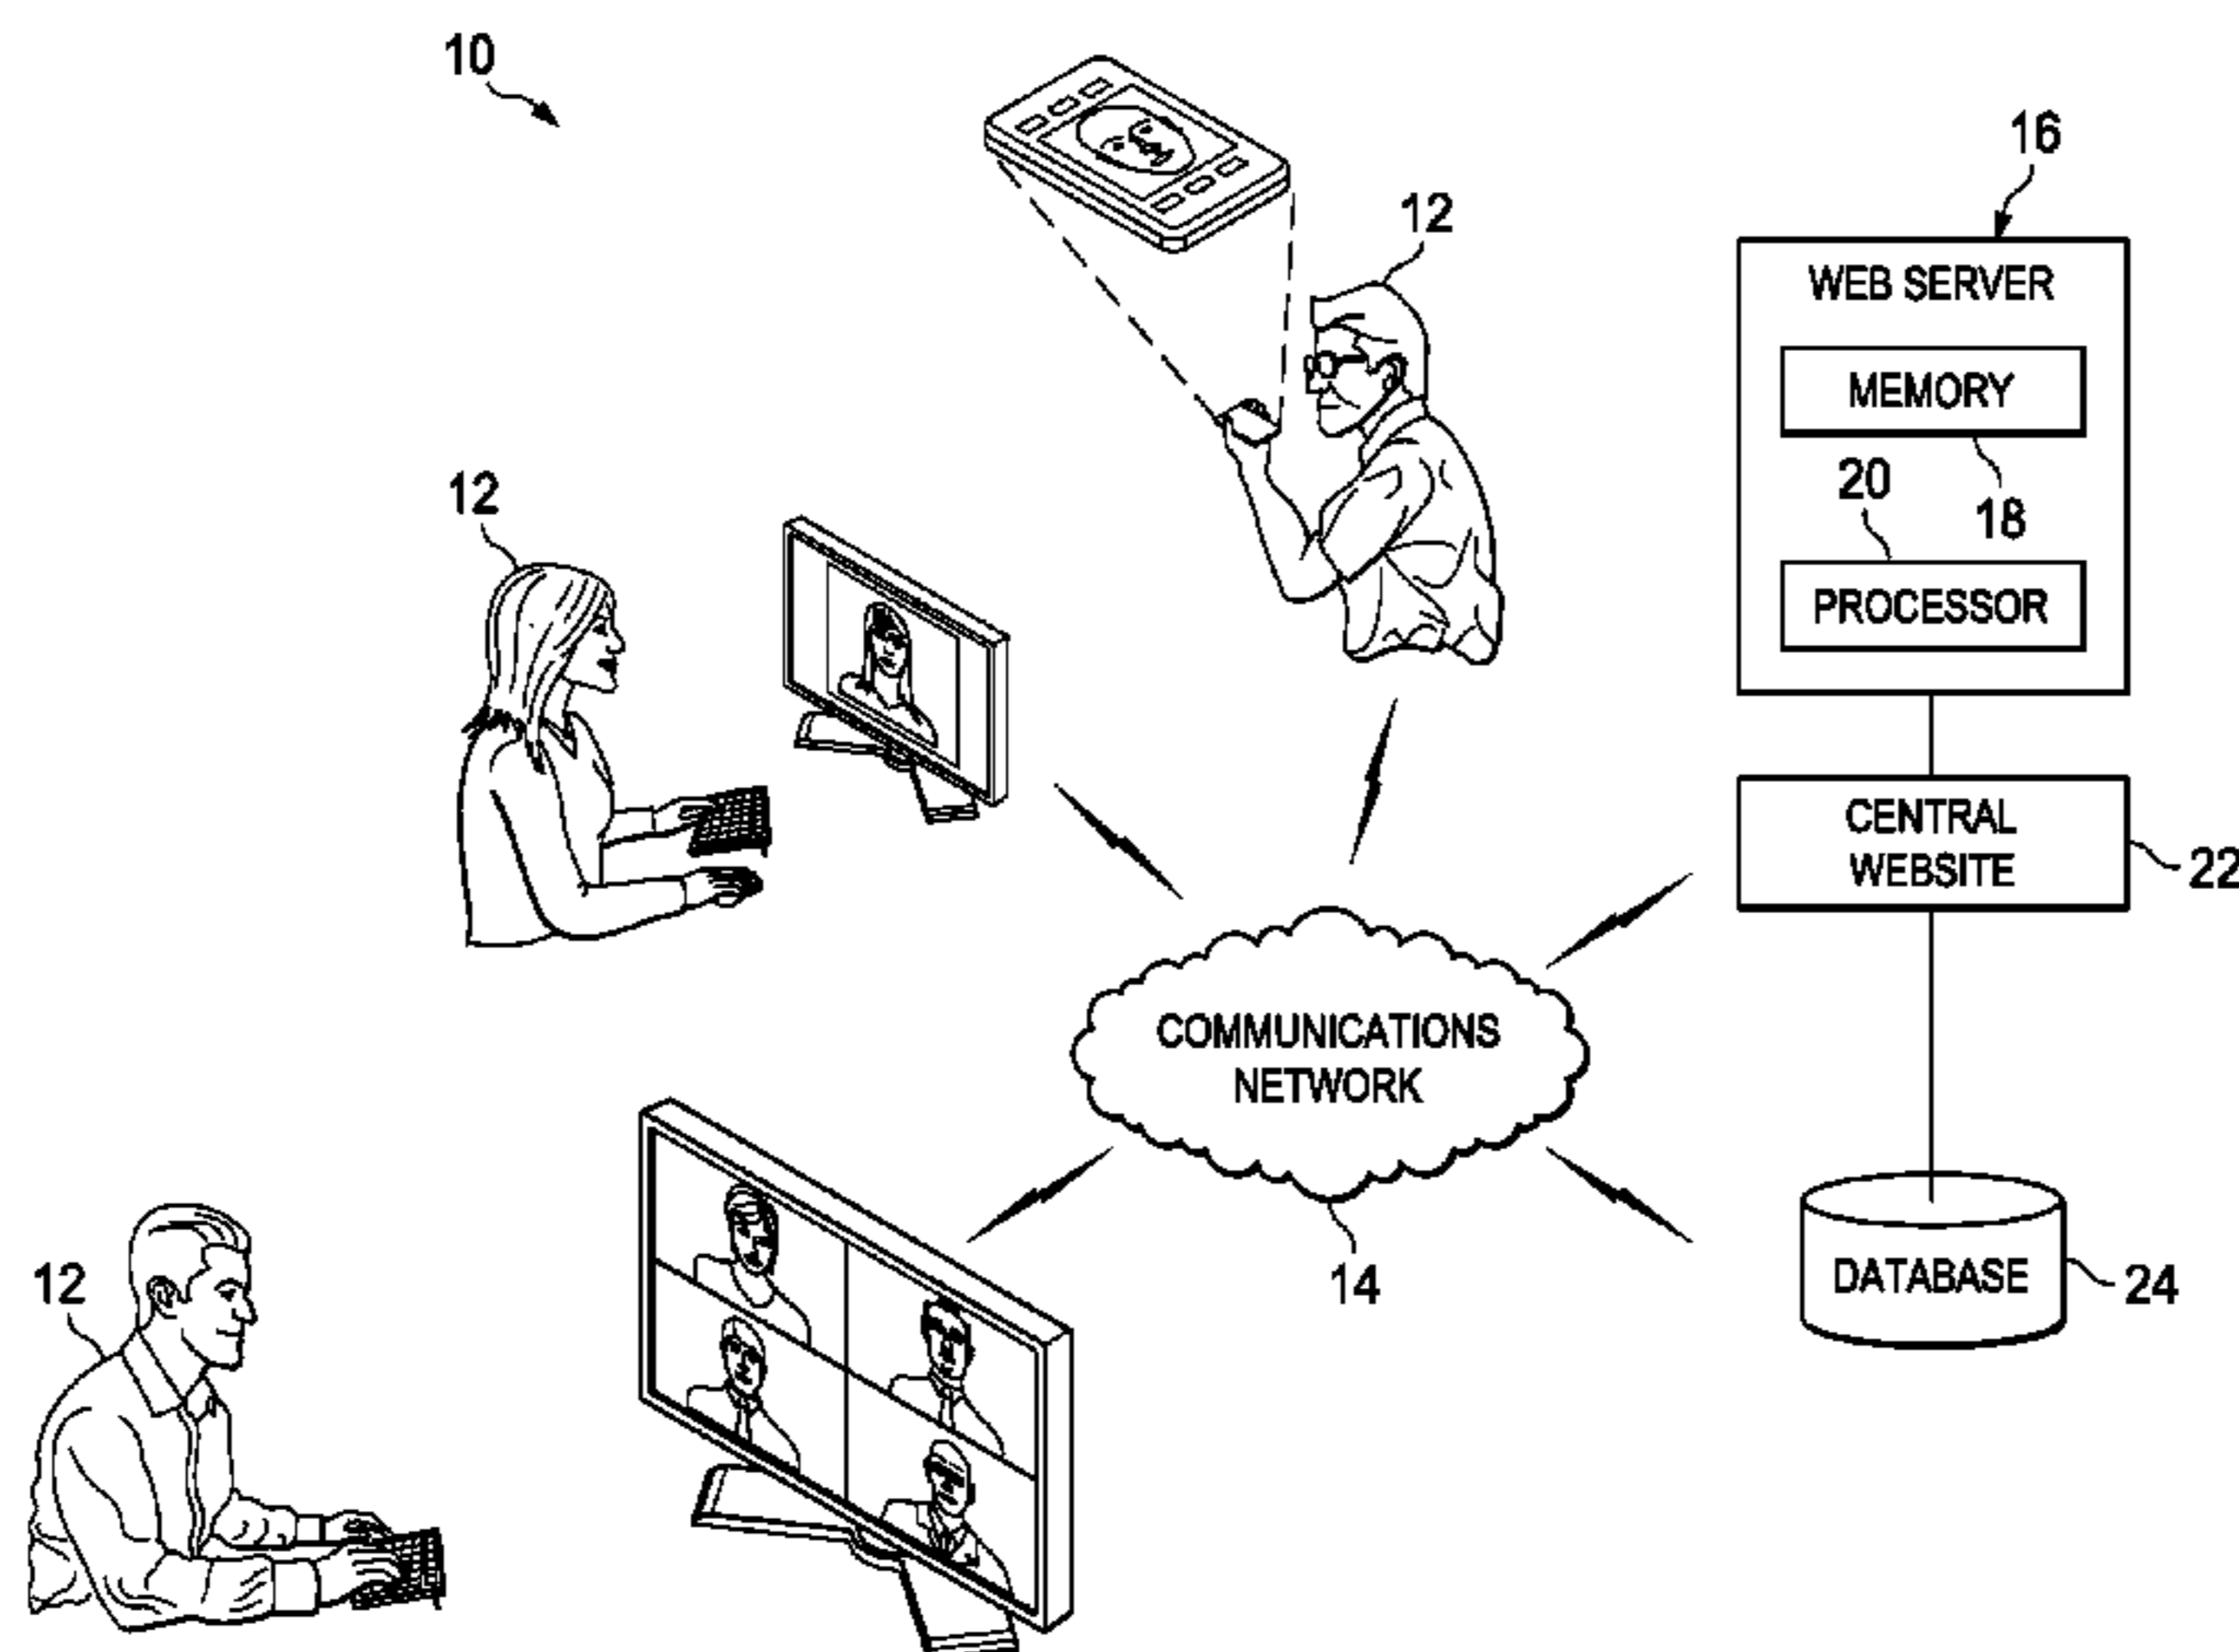 10
12
16
WEB SERVER
MEMORY
18
20
PROCESSOR
12
CENTRAL
WEBSITE
22
COMMUNICATIONS
NETWORK
14
12
DATABASE
24